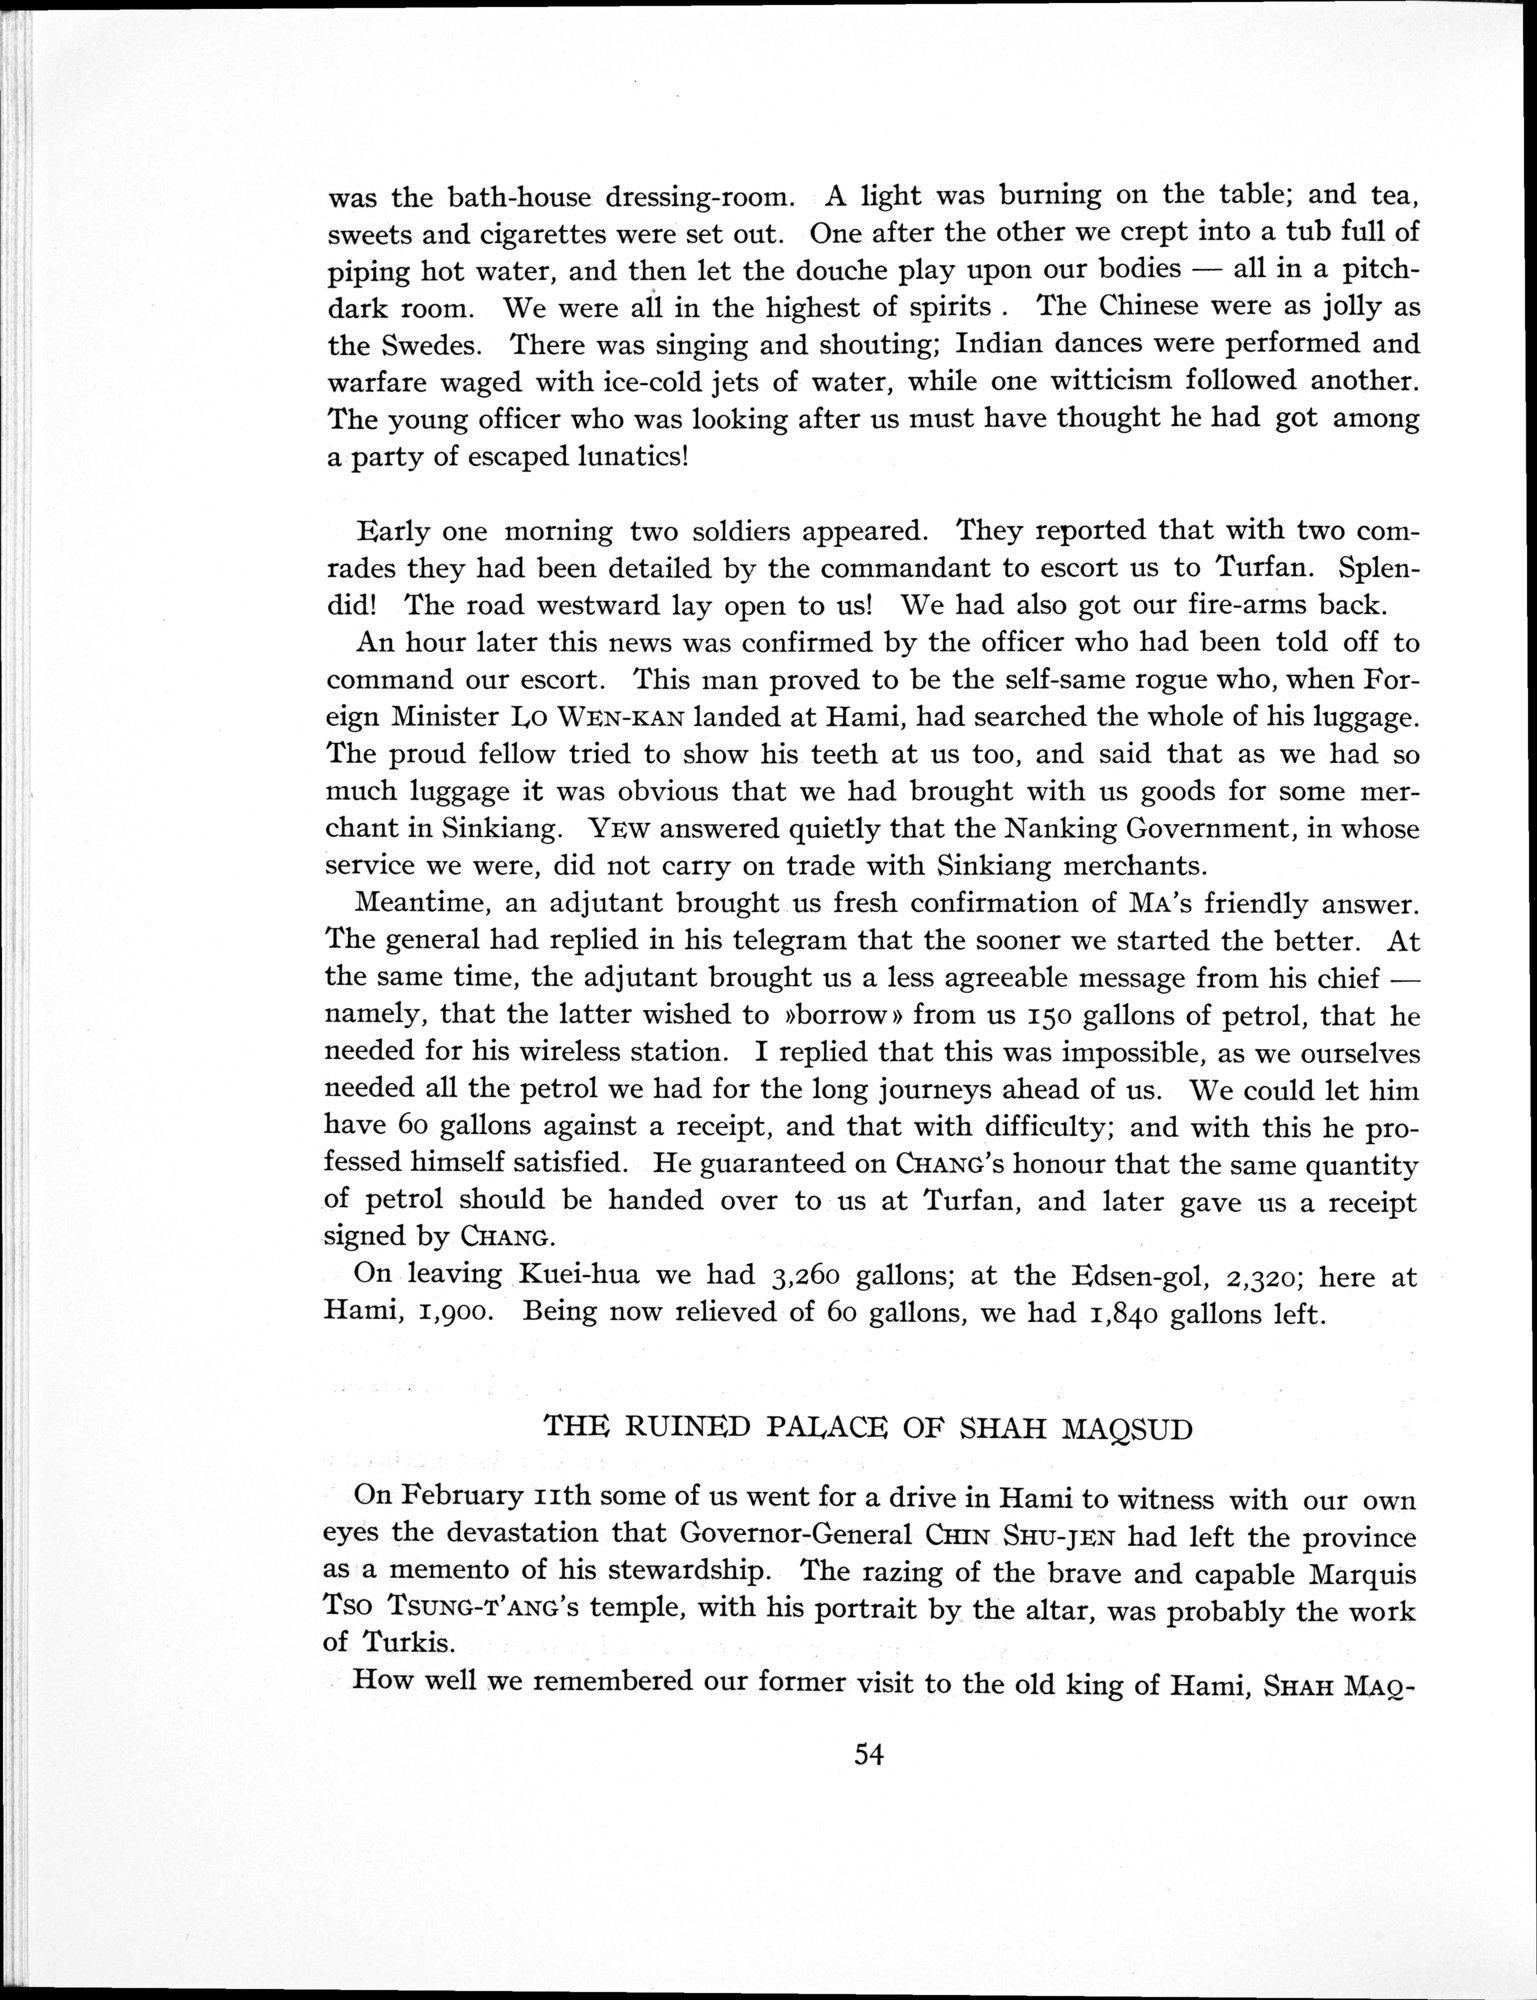 was the bath-house dressing-room. A light was burning on the table; and tea,
sweets and cigarettes were set out. One after the other we crept into a tub full of
piping hot water, and then let the douche play upon our bodies — all in a pitch-
dark room. We were all in the highest of spirits . The Chinese were as jolly as
the Swedes. There was singing and shouting; Indian dances were performed and
warfare waged with ice-cold jets of water, while one witticism followed another.
The young officer who was looking after us must have thought he had got among
a party of escaped lunatics!
Early one morning two soldiers appeared. They reported that with two com-
rades they had been detailed by the commandant to escort us to Turfan. Splen-
did! The road westward lay open to us! We had also got our fire-arms back.
An hour later this news was confirmed by the officer who had been told off to
command our escort. This man proved to be the self-same rogue who, when For-
eign Minister LO WEN-KAN landed at Hami, had searched the whole of his luggage.
The proud fellow tried to show his teeth at us too, and said that as we had so
much luggage it was obvious that we had brought with us goods for some mer-
chant in Sinkiang. YEW answered quietly that the Nanking Government, in whose
service we were, did not carry on trade with Sinkiang merchants.
Meantime, an adjutant brought us fresh confirmation of MA's friendly answer.
The general had replied in his telegram that the sooner we started the better. At
the same time, the adjutant brought us a less agreeable message from his chief —
namely, that the latter wished to »borrow» from us 150 gallons of petrol, that he
needed for his wireless station. I replied that this was impossible, as we ourselves
needed all the petrol we had for the long journeys ahead of us. We could let him
have 60 gallons against a receipt, and that with difficulty; and with this he pro-
fessed himself satisfied. He guaranteed on CHANG's honour that the same quantity
of petrol should be handed over to us at Turfan, and later gave us a receipt
signed by CHANG.
On leaving Kuei-hua we had 3,260 gallons; at the Edsen-gol, 2,320; here at
Hami, 1,900. Being now relieved of 60 gallons, we had 1,840 gallons left.
THE RUINED PALACE OF SHAH MAQSUD
On February 11th some of us went for a drive in Hami to witness with our own
eyes the devastation that Governor-General CHIN SHU-JEN had left the province
as a memento of his stewardship. The razing of the brave and capable Marquis
TSO TSUNG-T'ANG's temple, with his portrait by the altar, was probably the work
of Turkis.
How well we remembered our former visit to the old king of Hami, SHAH MAQ-
54